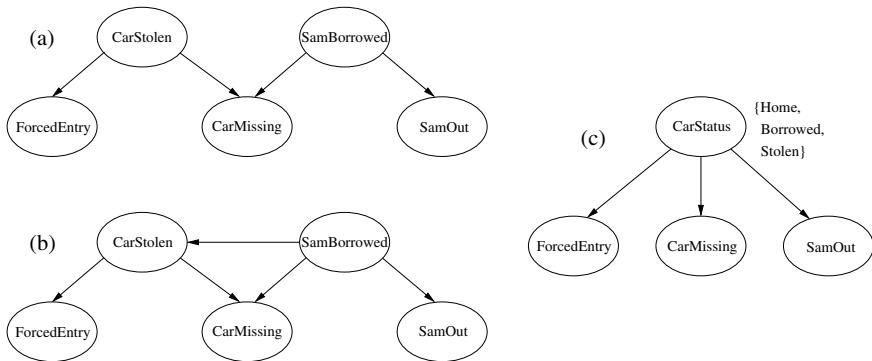 (a)
CarStolen
SamBorrowed
ForcedEntry
CarMissing
SamOut
(b)
CarStolen
SamBorrowed
ForcedEntry
CarMissing
SamOut
(c)
CarStatus
{Home,
Borrowed,
Stolen}
ForcedEntry
CarMissing
SamOut